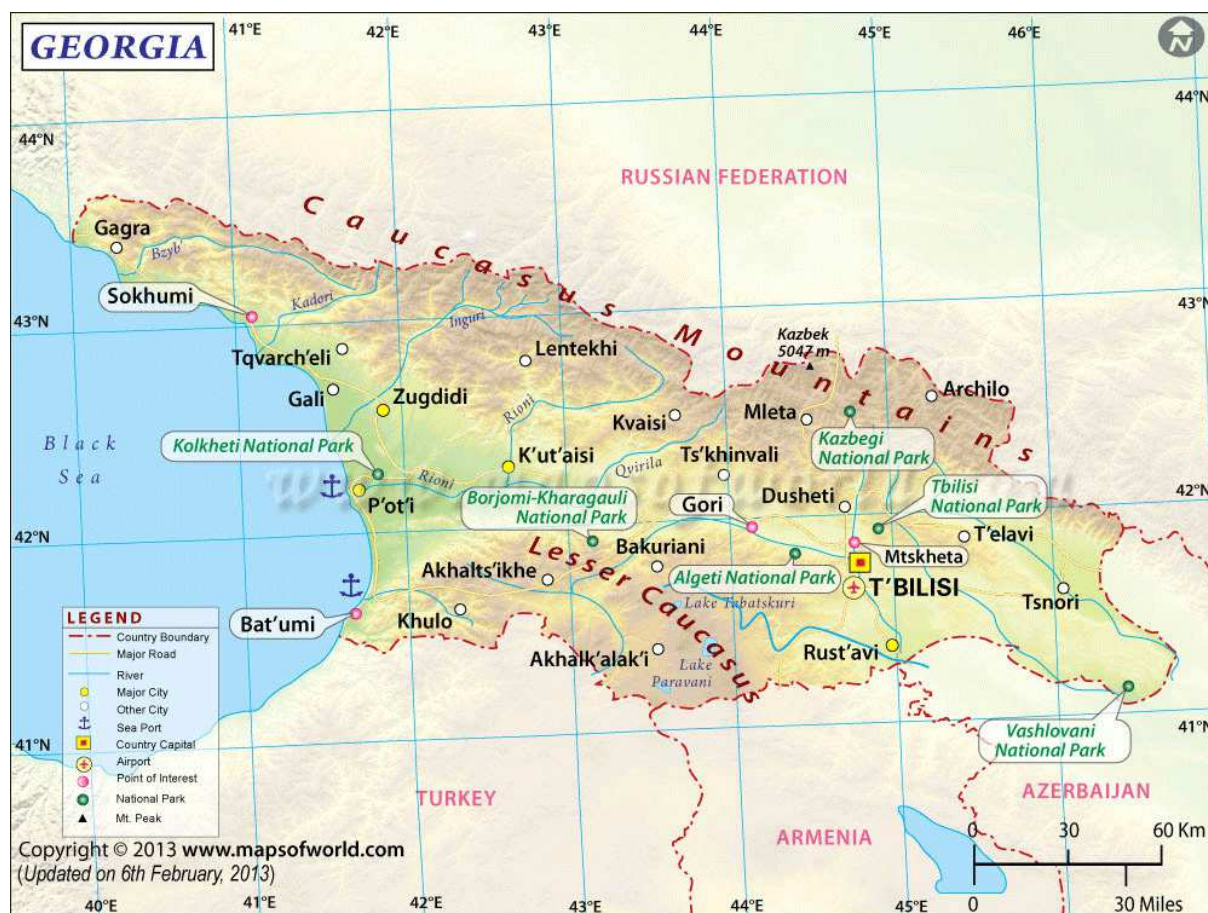 GEORGIA
41°E
42°E
43°E
44°E
45°E
46°E
N
44°N
44°N
RUSSIAN FEDERATION
Caucasus Mountains
Gagra
Bzyb'
Sokhumi
Kadori
43°N
43°N
Inguri
Kazbek
5047 m
Tqvarch'eli
Lentekhi
Archilo
Gali
Zugdidi
Rioni
Kvaisi
Mleta
Kazbegi
National Park
Black
Sea
Kolkheti National Park
K'ut'aisi
Qvirila
Ts'khinvali
Rioni
P'ot'i
Borjomi-Kharagauli
National Park
Gori
Dusheti
Tbilisi
National Park
42°N
42°N
T'elavi
Mtskheta
Lesser Caucasus
Bakuriani
Algeti National Park
Akhalts'ikhe
T'BILISI
Tsnori
Lake Tabatskuri
Bat'umi
Khulo
Akhalk'alak'i
Lake
Paravani
Rust'avi
Vashlovani
National Park
41°N
41°N
LEGEND
Country Boundary
Major Road
River
Major City
Other City
Sea Port
Country Capital
Airport
Point of Interest
National Park
Mt. Peak
TURKEY
ARMENIA
AZERBAIJAN
0 30 60 Km
0 30 Miles
Copyright © 2013 www.mapsofworld.com
(Updated on 6th February, 2013)
40°E
41°E
42°E
43°E
44°E
45°E